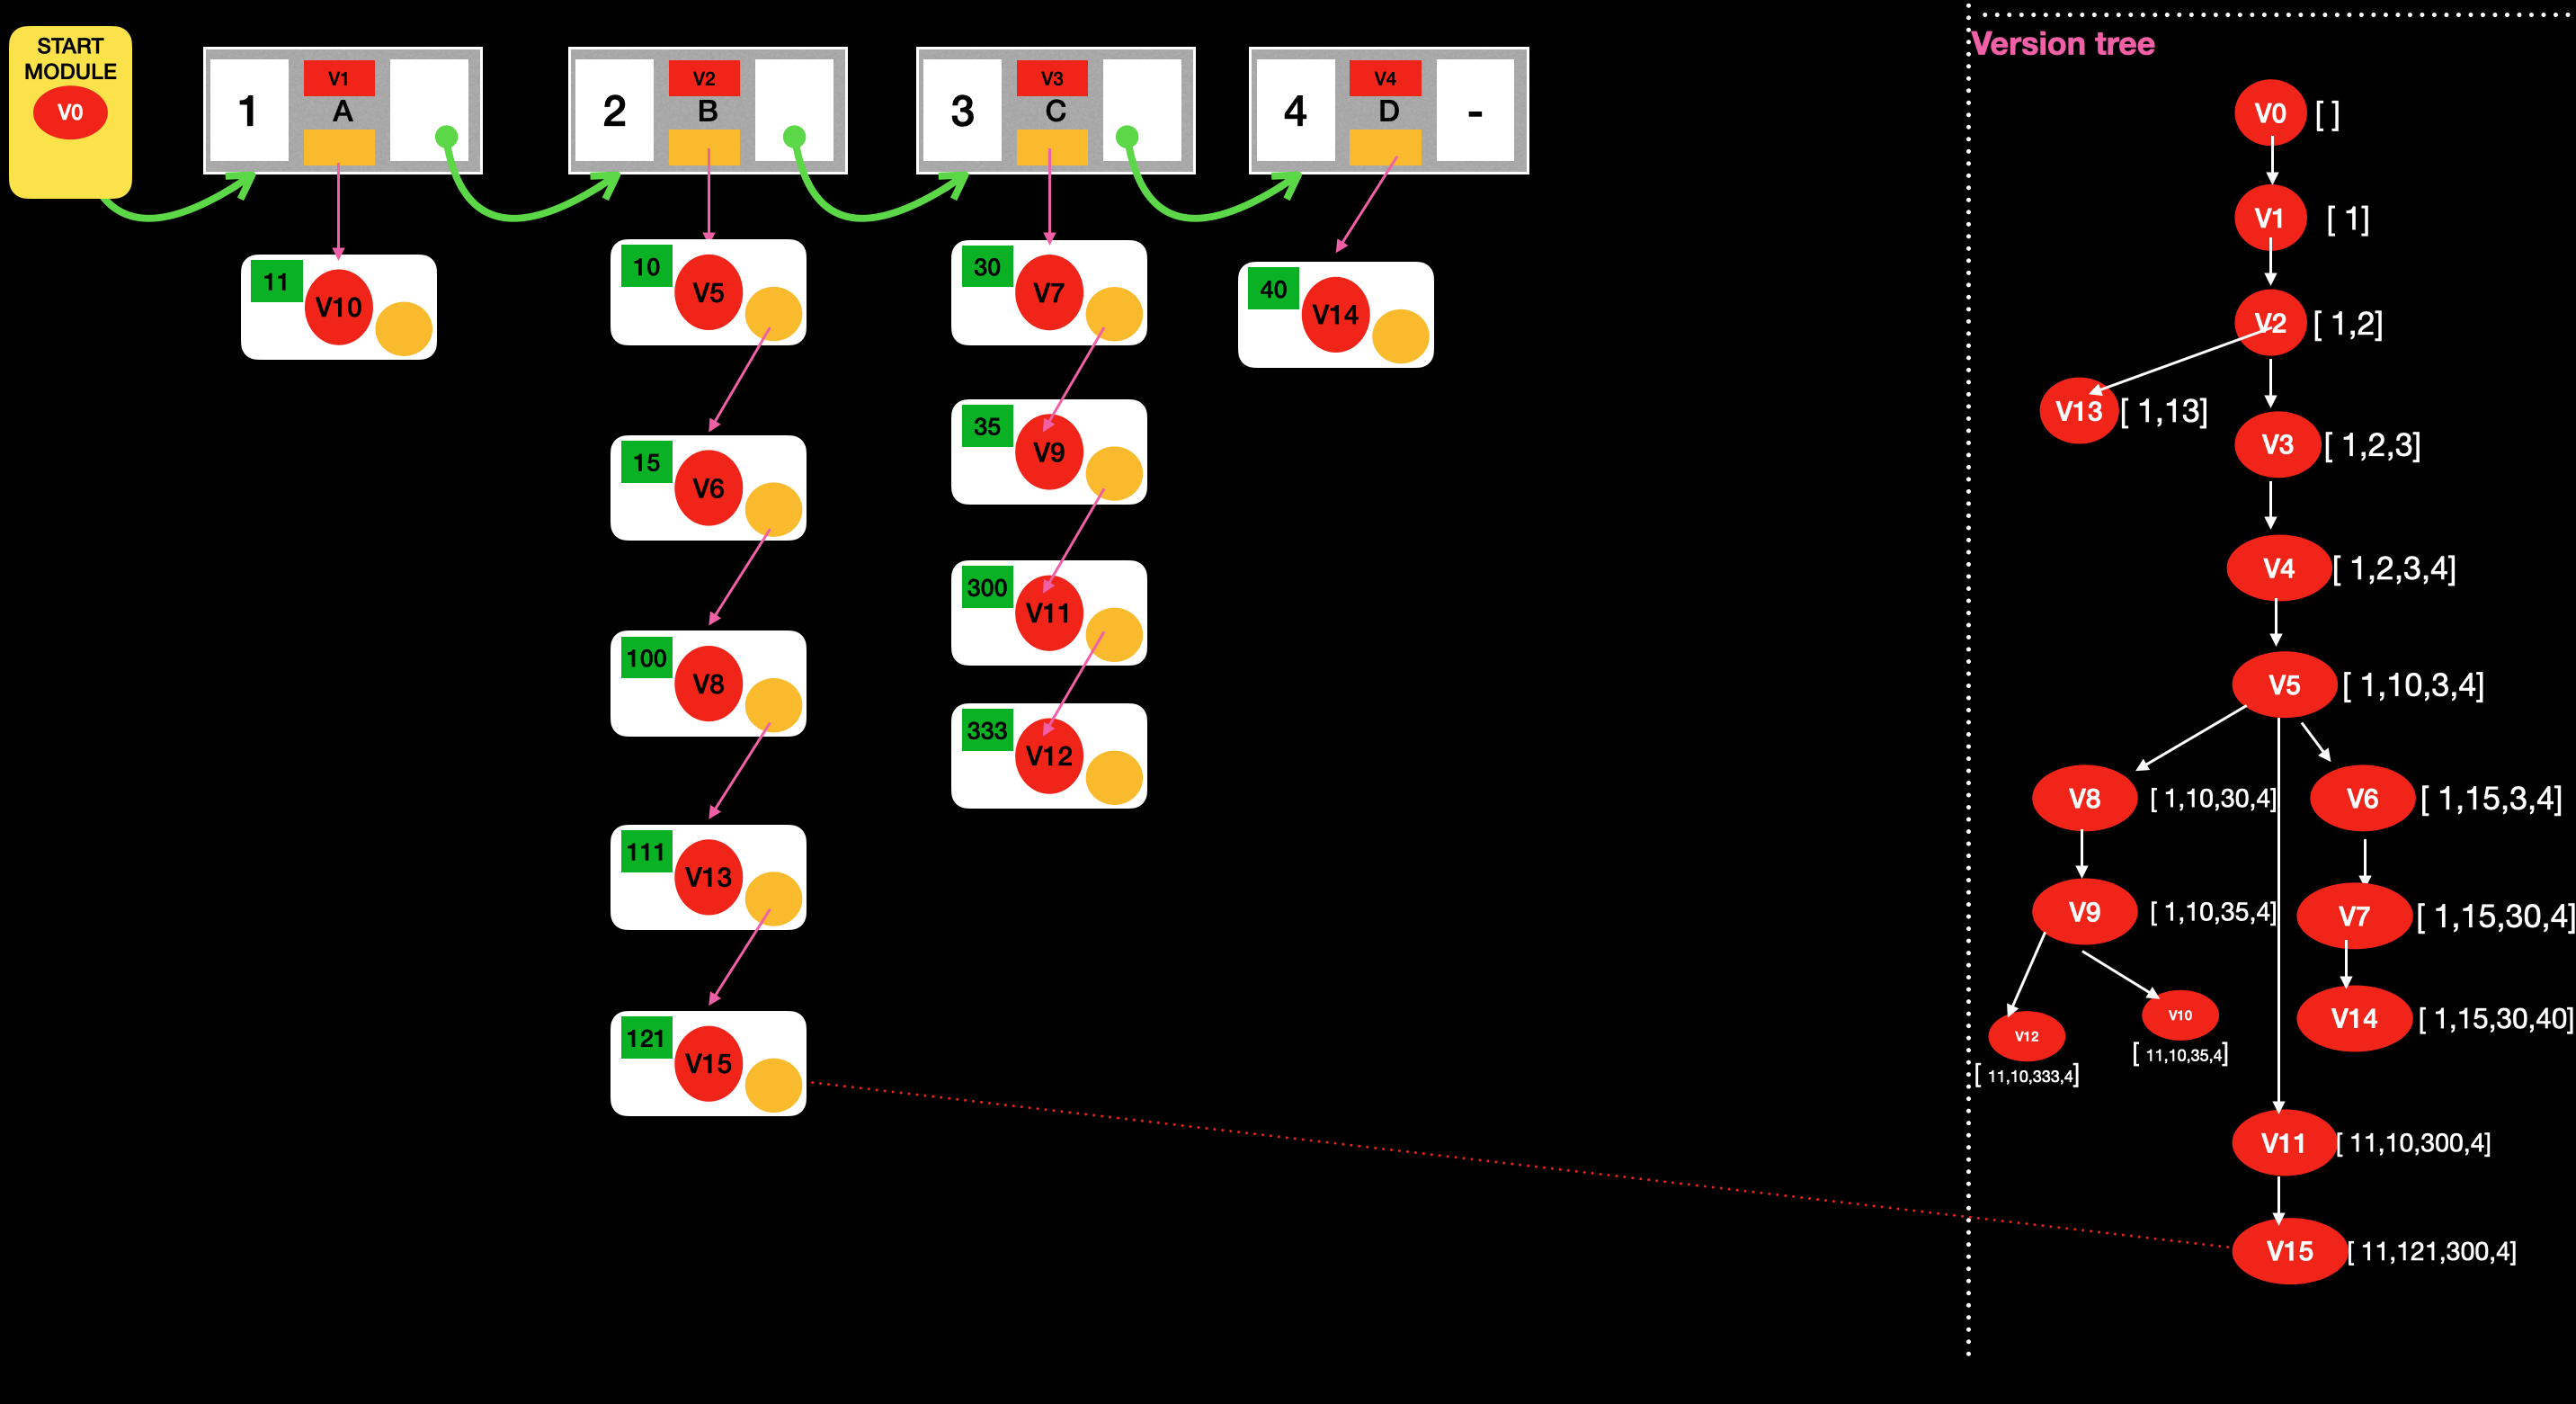 START
MODULE
V0
1
V1
A
2
V2
B
3
V3
C
4
V4
D
-
11
V10
10
V5
15
V6
100
V8
111
V13
121
V15
30
V7
35
V9
300
V11
333
V12
40
V14
Version tree
V0 [ ]
V1 [ 1]
V2 [ 1,2]
V13 [ 1,13]
V3 [ 1,2,3]
V4 [ 1,2,3,4]
V5 [ 1,10,3,4]
V8 [ 1,10,30,4]
V6 [ 1,15,3,4]
V9 [ 1,10,35,4]
V7 [ 1,15,30,4]
V12
[ 11,10,333,4]
V10
[ 11,10,35,4]
V14 [ 1,15,30,40]
V11 [ 11,10,300,4]
V15 [ 11,121,300,4]